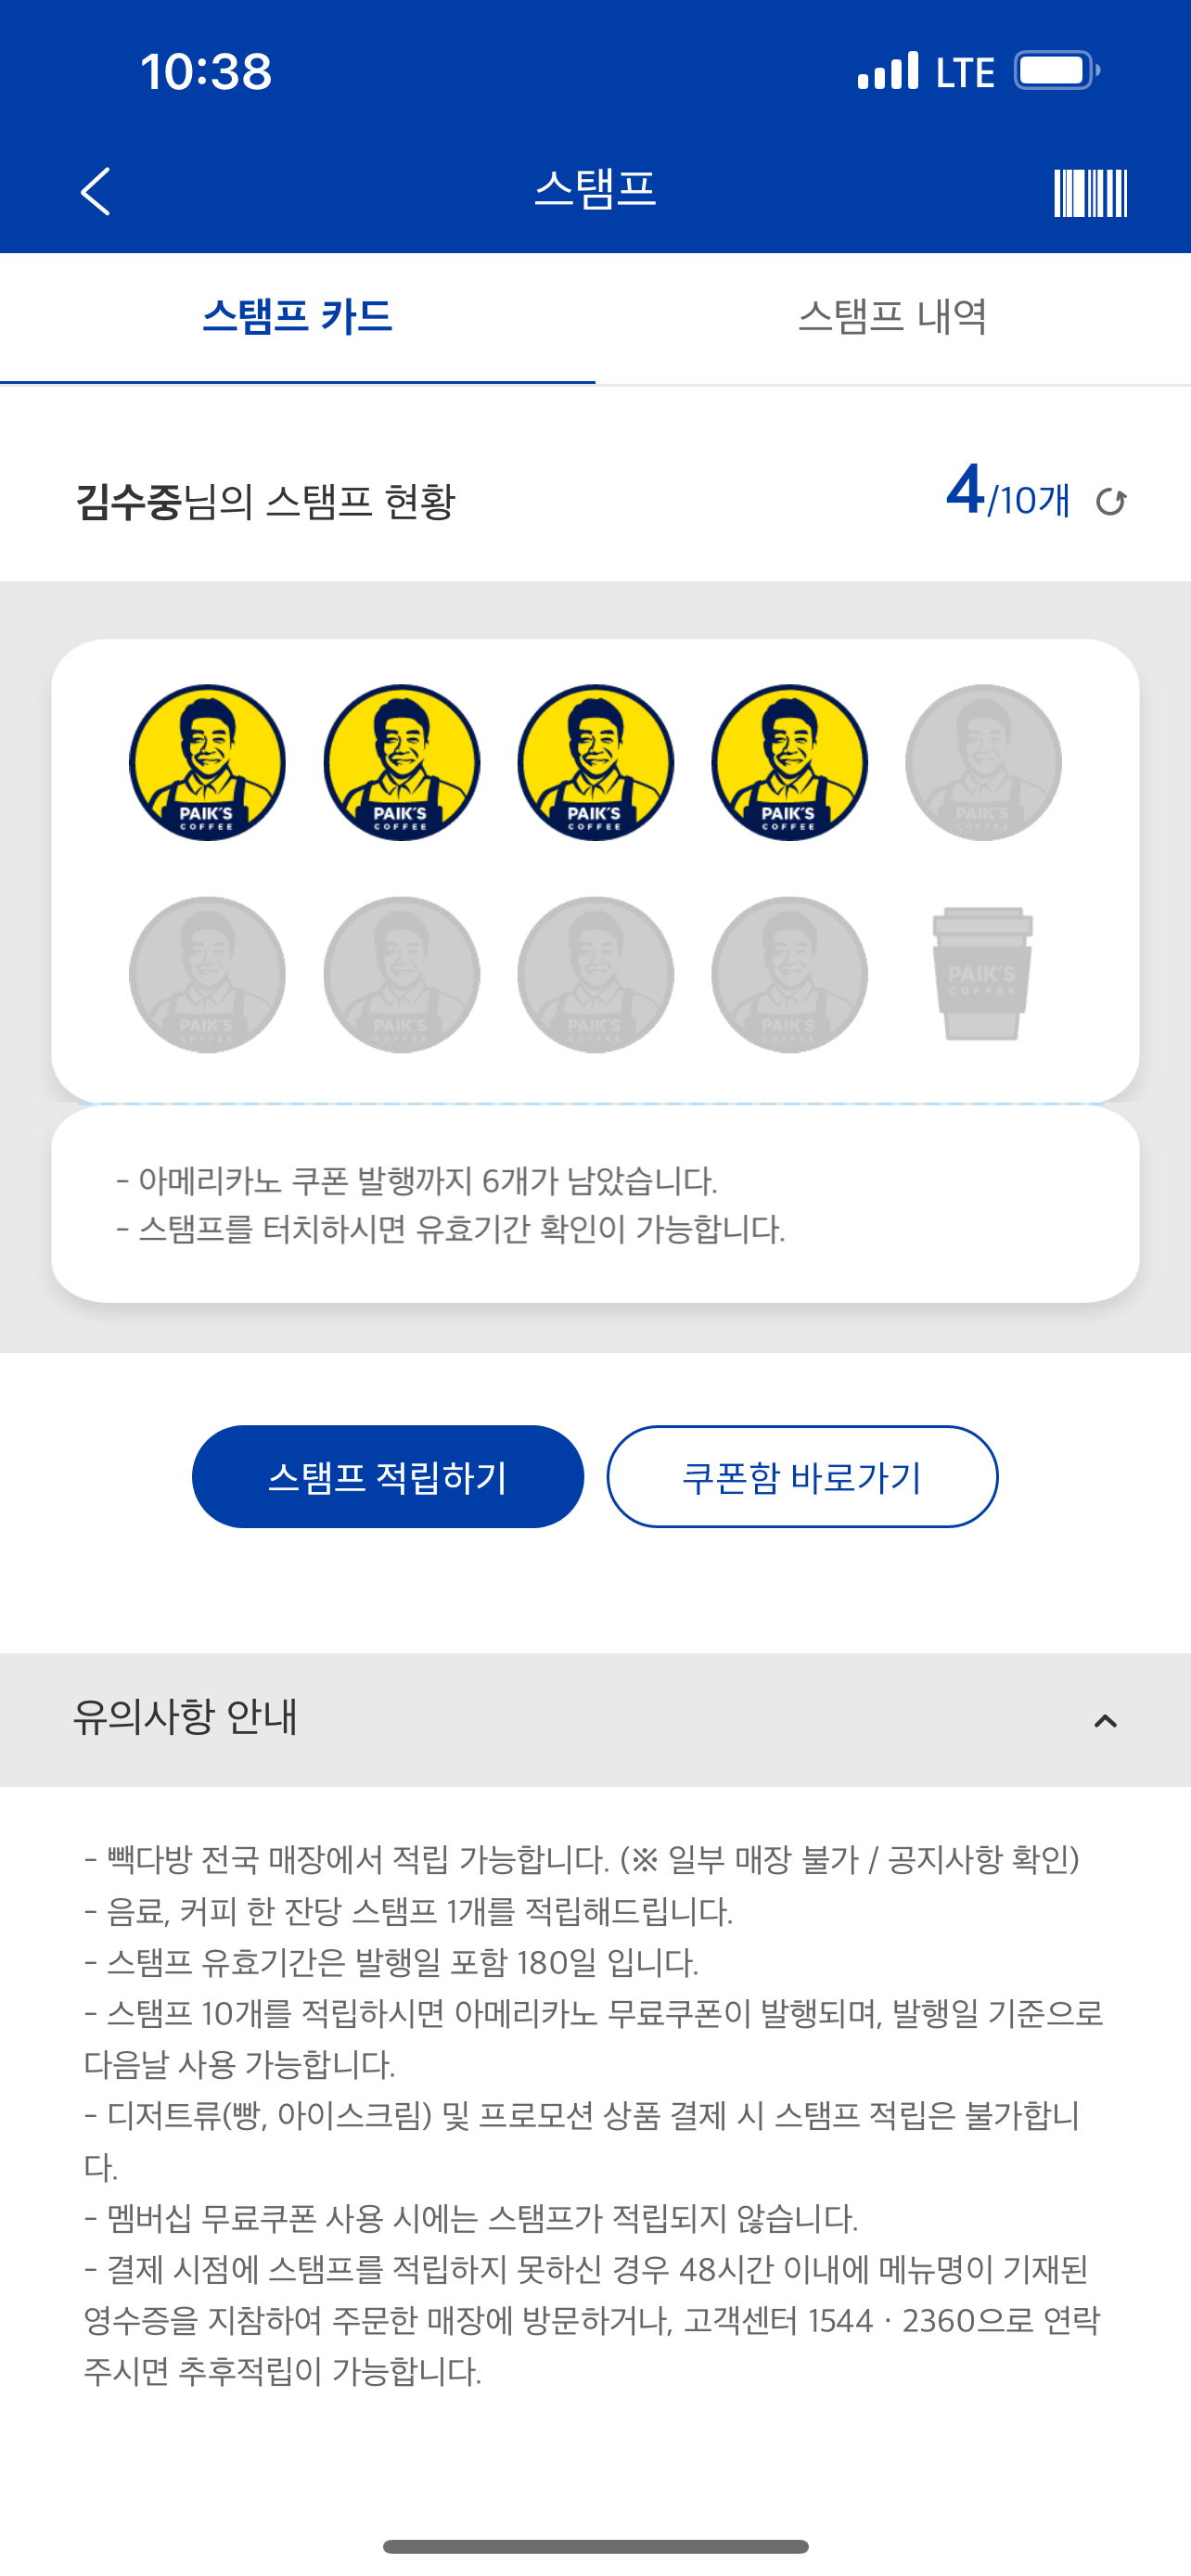 10:38 LTE
스탬프
스탬프 카드 스탬프 내역
김수중님의 스탬프 현황 4/10개
PAIK'S COFFEE PAIK'S COFFEE PAIK'S COFFEE PAIK'S COFFEE PAIK'S COFFEE
PAIK'S COFFEE PAIK'S COFFEE PAIK'S COFFEE PAIK'S COFFEE PAIK'S COFFEE
- 아메리카노 쿠폰 발행까지 6개가 남았습니다.
- 스탬프를 터치하시면 유효기간 확인이 가능합니다.
스탬프 적립하기 쿠폰함 바로가기
유의사항 안내
- 빽다방 전국 매장에서 적립 가능합니다. (※ 일부 매장 불가 / 공지사항 확인)
- 음료, 커피 한 잔당 스탬프 1개를 적립해드립니다.
- 스탬프 유효기간은 발행일 포함 180일 입니다.
- 스탬프 10개를 적립하시면 아메리카노 무료쿠폰이 발행되며, 발행일 기준으로
다음날 사용 가능합니다.
- 디저트류(빵, 아이스크림) 및 프로모션 상품 결제 시 스탬프 적립은 불가합니
다.
- 멤버십 무료쿠폰 사용 시에는 스탬프가 적립되지 않습니다.
- 결제 시점에 스탬프를 적립하지 못하신 경우 48시간 이내에 메뉴명이 기재된
영수증을 지참하여 주문한 매장에 방문하거나, 고객센터 1544 · 2360으로 연락
주시면 추후적립이 가능합니다.